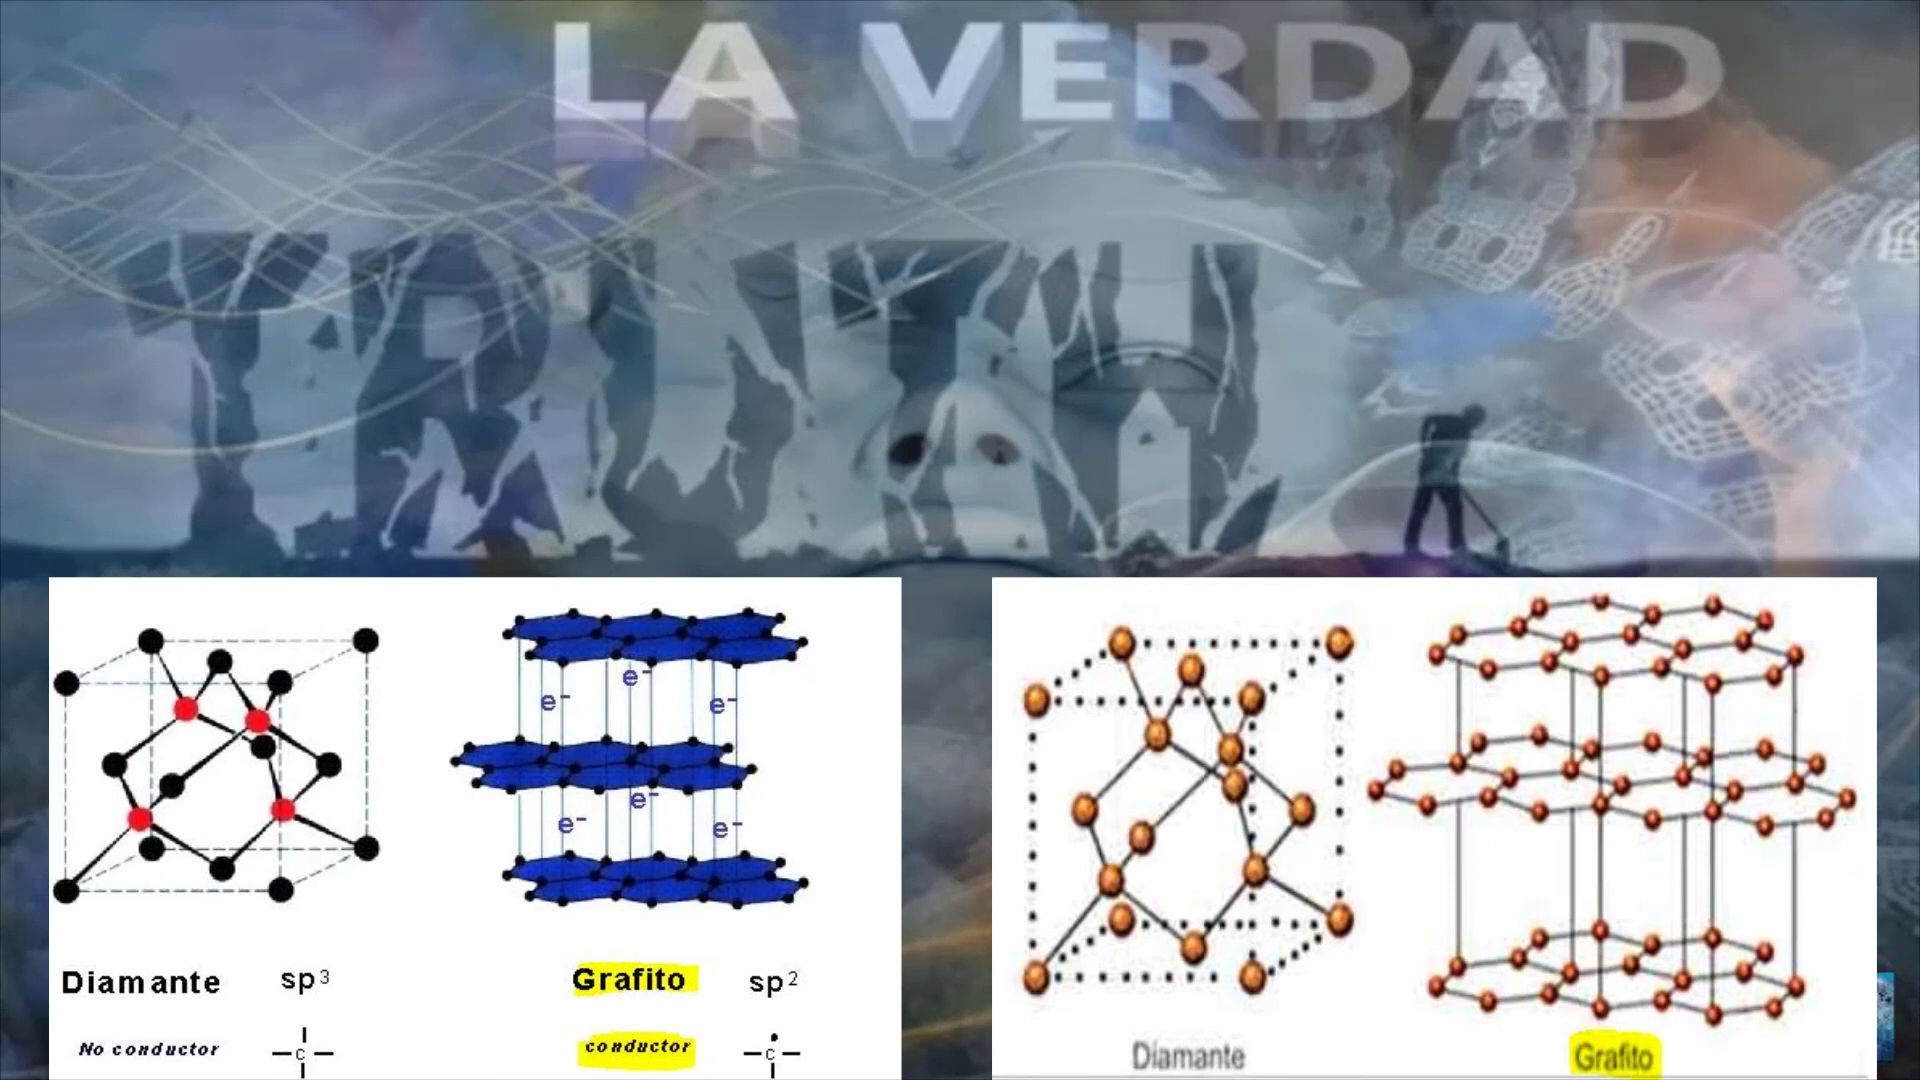 LA VERDAD
TRUTH
e⁻
e⁻
e⁻
e⁻
e⁻
e⁻
Diamante sp³
Grafito sp²
No conductor
C
conductor
C
Diamante
Grafito